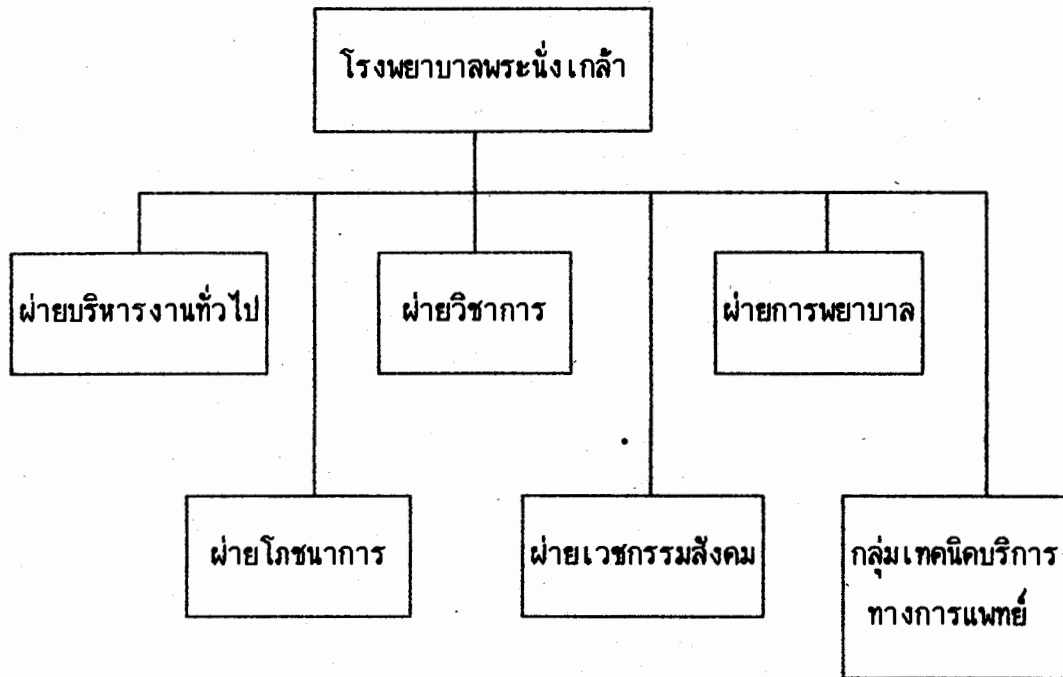 โรงพยาบาลพระนั่งเกล้า
ฝ่ายบริหารงานทั่วไป
ฝ่ายวิชาการ
ฝ่ายการพยาบาล
ฝ่ายโภชนาการ
ฝ่ายเวชกรรมสังคม
กลุ่มเทคนิคบริการ
ทางการแพทย์